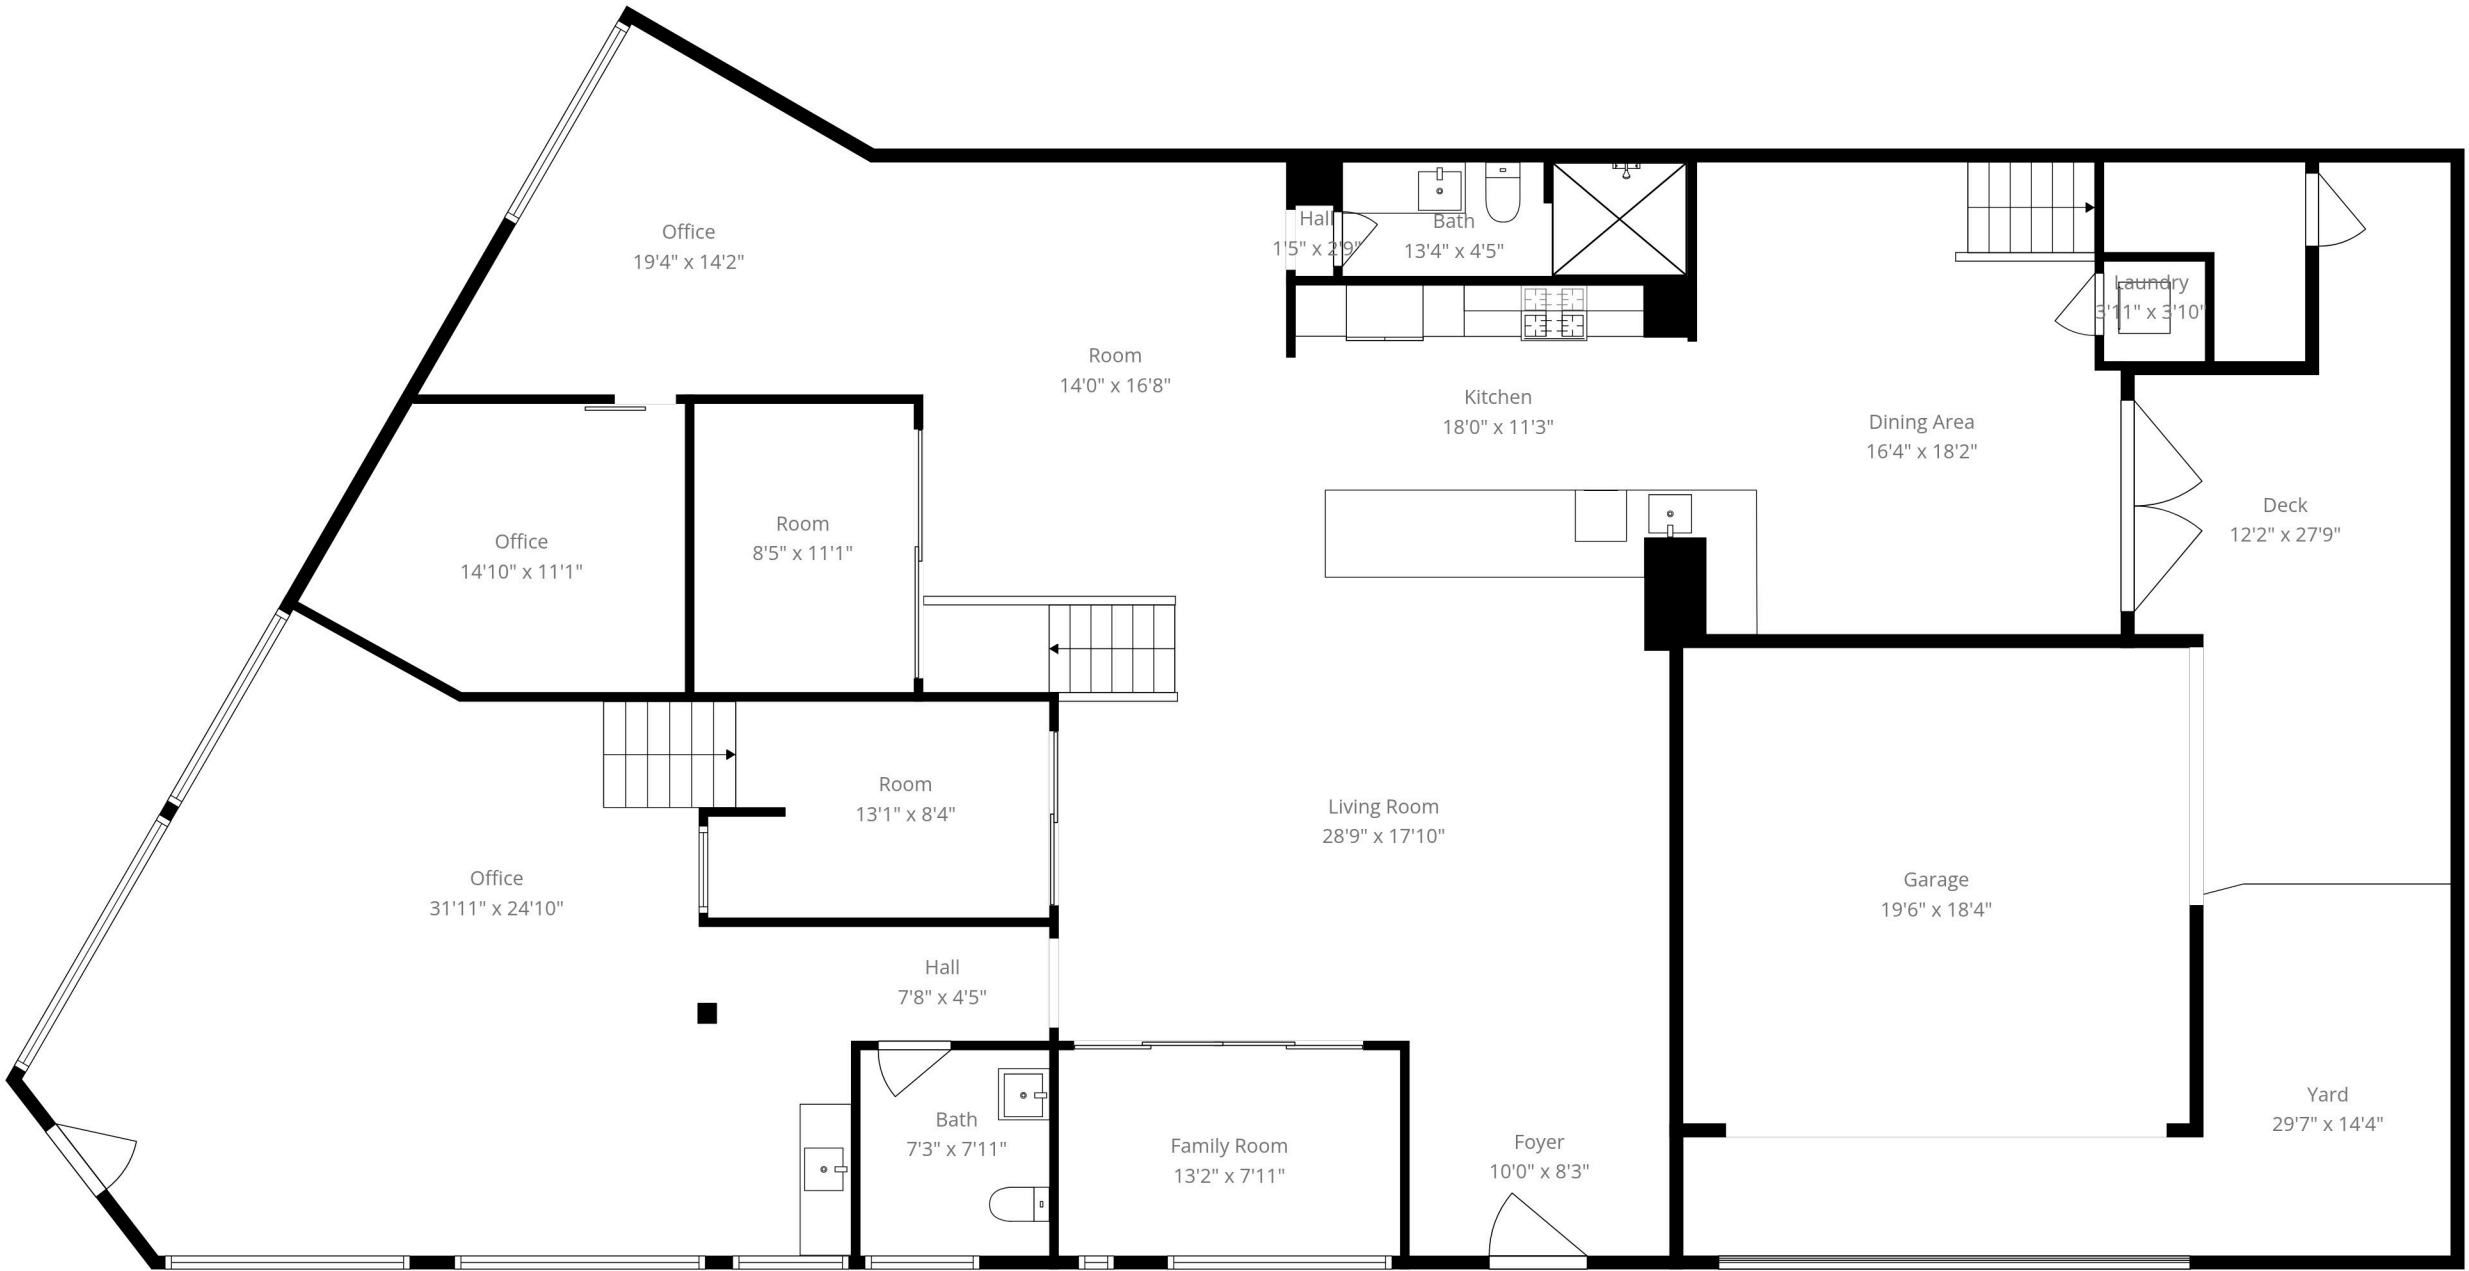 Office
19'4" x 14'2"
Hall
1'5" x 2'9"
Bath
13'4" x 4'5"
Laundry
3'11" x 3'10"
Room
14'0" x 16'8"
Kitchen
18'0" x 11'3"
Dining Area
16'4" x 18'2"
Deck
12'2" x 27'9"
Office
14'10" x 11'1"
Room
8'5" x 11'1"
Room
13'1" x 8'4"
Living Room
28'9" x 17'10"
Office
31'11" x 24'10"
Garage
19'6" x 18'4"
Hall
7'8" x 4'5"
Bath
7'3" x 7'11"
Family Room
13'2" x 7'11"
Foyer
10'0" x 8'3"
Yard
29'7" x 14'4"